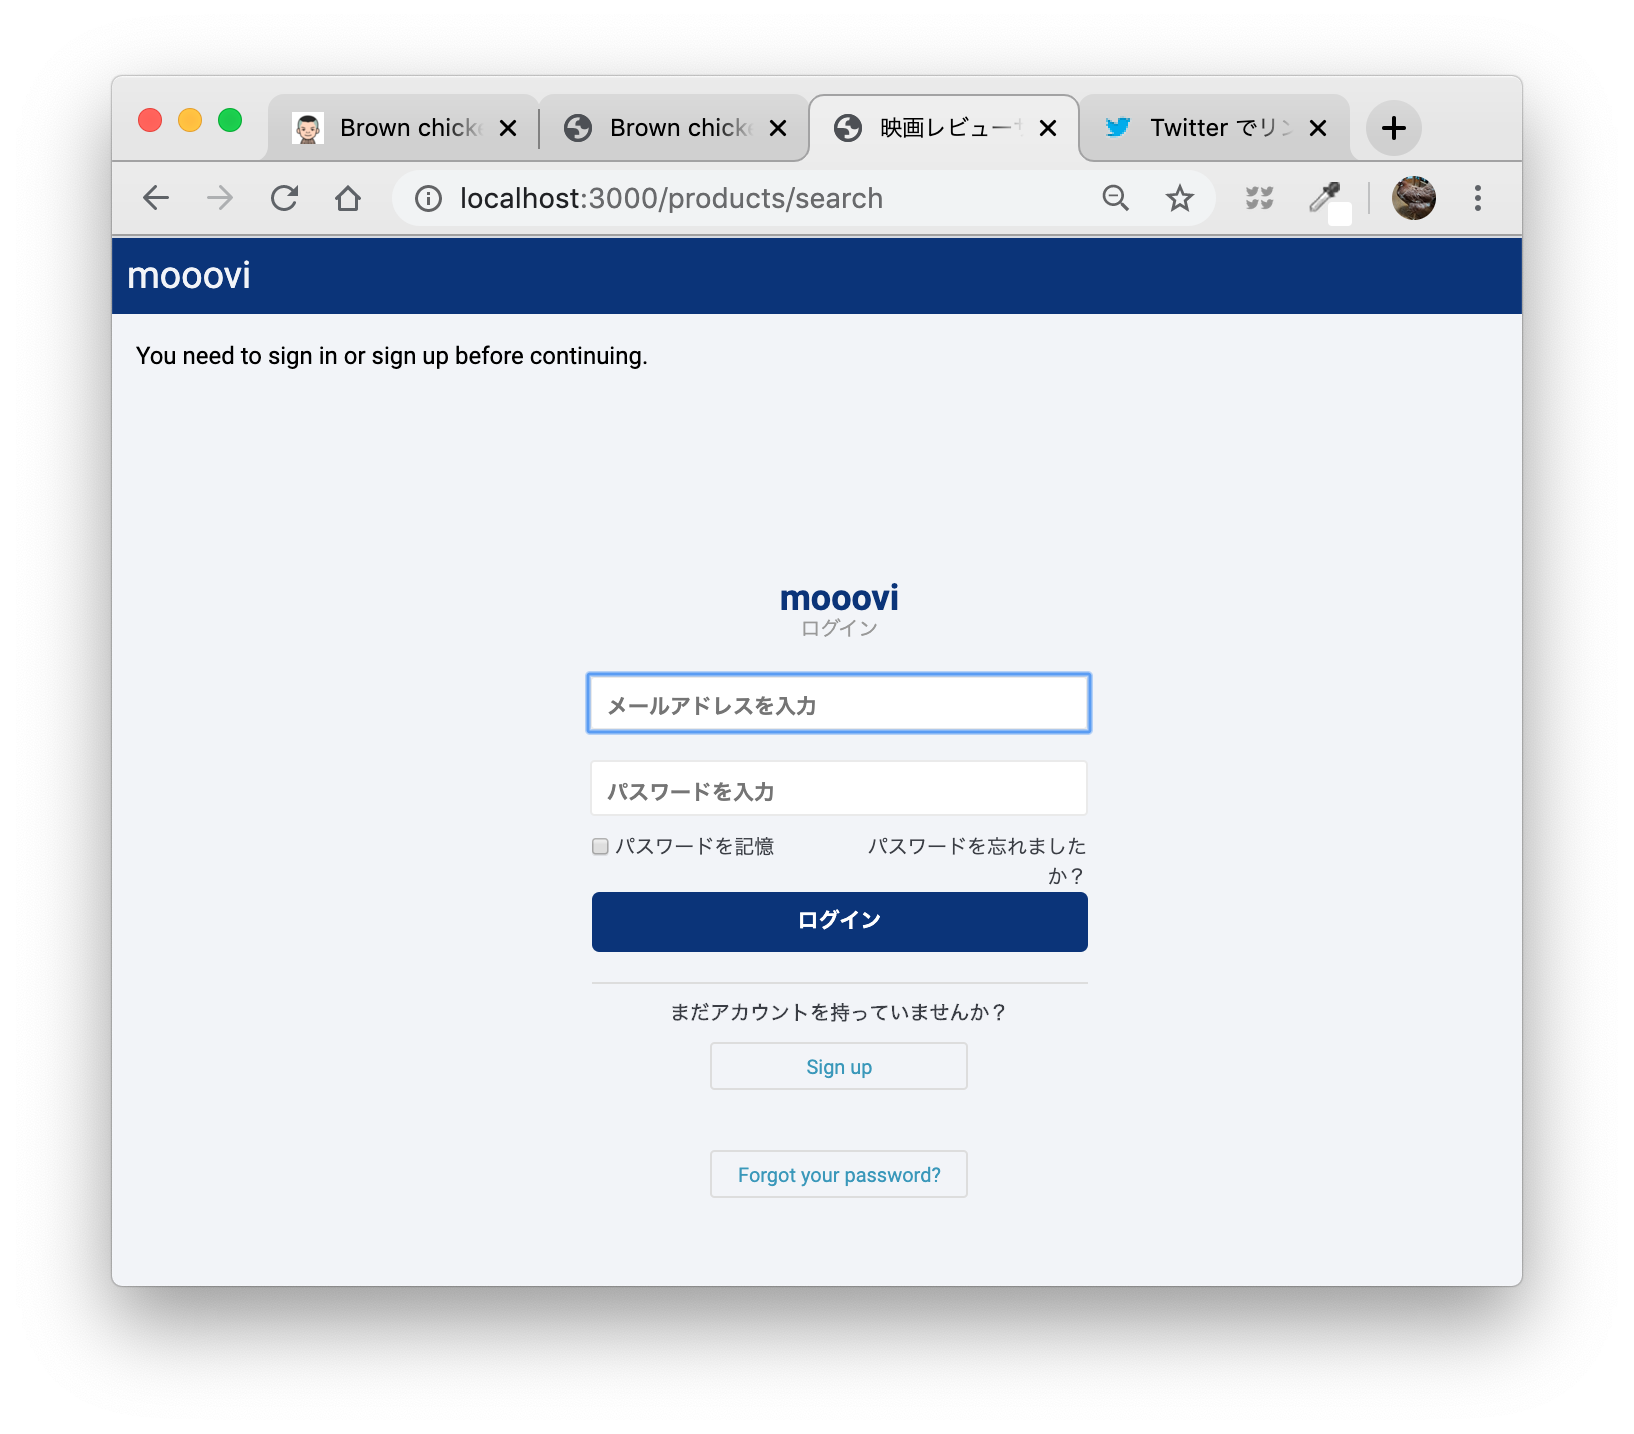 Brown chick
Brown chick
映画レビュー
Twitter でリン
localhost:3000/products/search
mooovi
You need to sign in or sign up before continuing.
mooovi
ログイン
メールアドレスを入力
パスワードを入力
パスワードを記憶
パスワードを忘れました
か？
ログイン
まだアカウントを持っていませんか？
Sign up
Forgot your password?